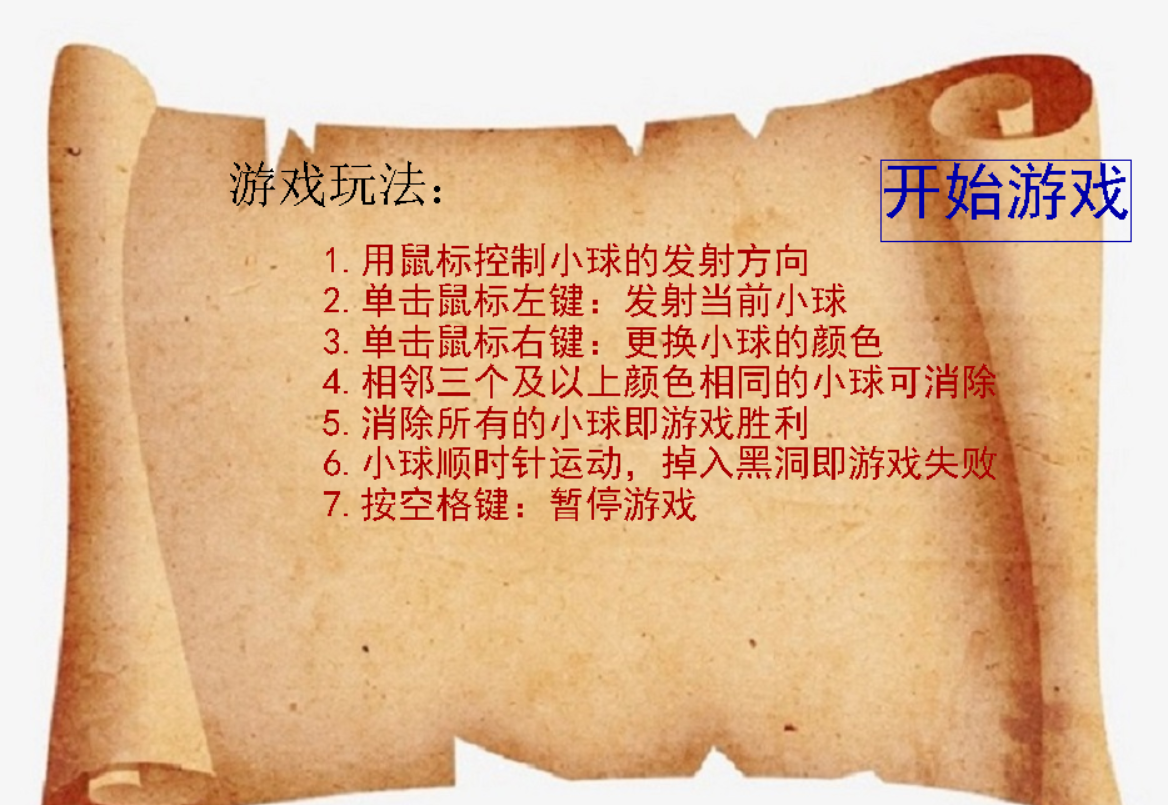 游戏玩法：
开始游戏
1. 用鼠标控制小球的发射方向
2. 单击鼠标左键：发射当前小球
3. 单击鼠标右键：更换小球的颜色
4. 相邻三个及以上颜色相同的小球可消除
5. 消除所有的小球即游戏胜利
6. 小球顺时针运动，掉入黑洞即游戏失败
7. 按空格键：暂停游戏